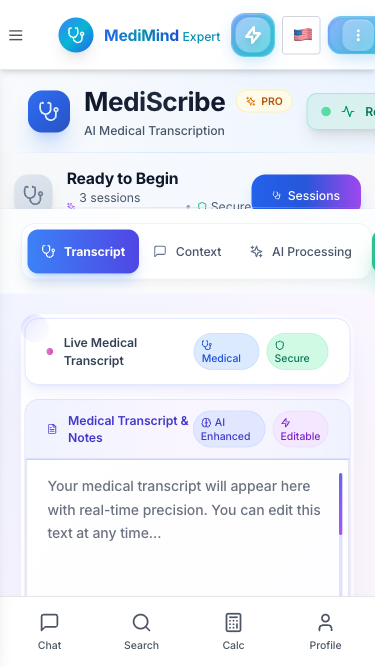 MediMind Expert
MediScribe
PRO
AI Medical Transcription
Ready to Begin
3 sessions
Secure
Sessions
Transcript
Context
AI Processing
Live Medical
Transcript
Medical
Secure
Medical Transcript &
Notes
AI
Enhanced
Editable
Your medical transcript will appear here
with real-time precision. You can edit this
text at any time...
Chat
Search
Calc
Profile